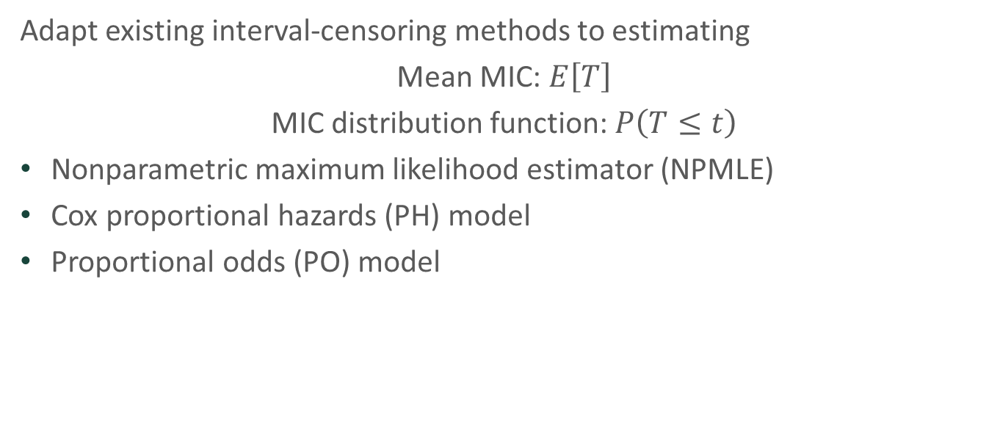 Adapt existing interval-censoring methods to estimating
Mean MIC: E[T]
MIC distribution function: P(T ≤ t)
• Nonparametric maximum likelihood estimator (NPMLE)
• Cox proportional hazards (PH) model
• Proportional odds (PO) model